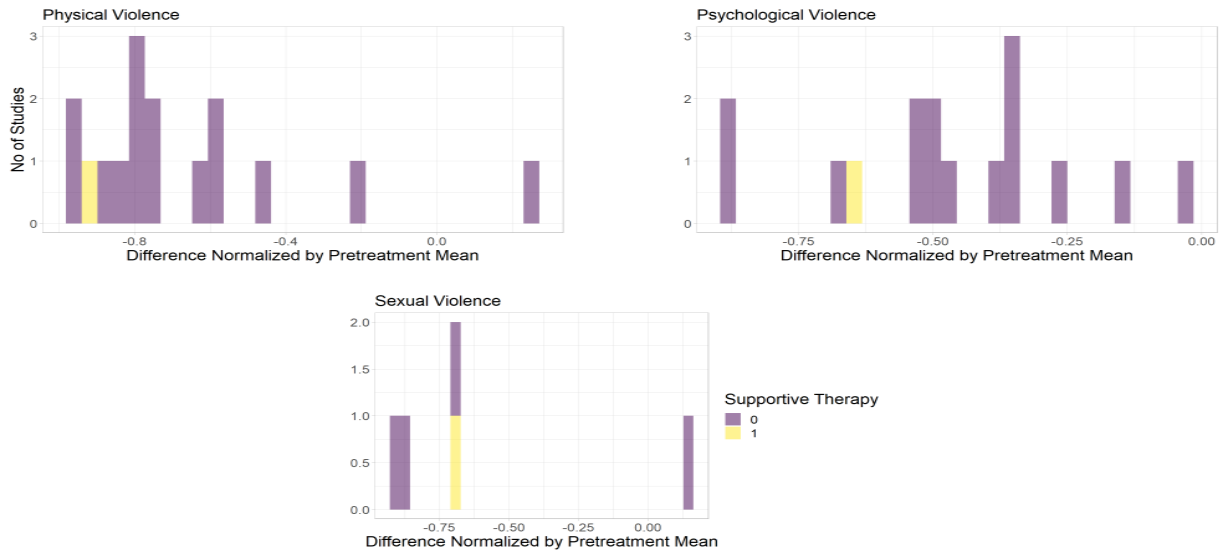 Physical Violence
No of Studies
3
2
1
0
-0.8 -0.4 0.0
Difference Normalized by Pretreatment Mean
Psychological Violence
3
2
1
0
-0.75 -0.50 -0.25 0.00
Difference Normalized by Pretreatment Mean
Sexual Violence
2.0
1.5
1.0
0.5
0.0
-0.75 -0.50 -0.25 0.00
Difference Normalized by Pretreatment Mean
Supportive Therapy
0
1